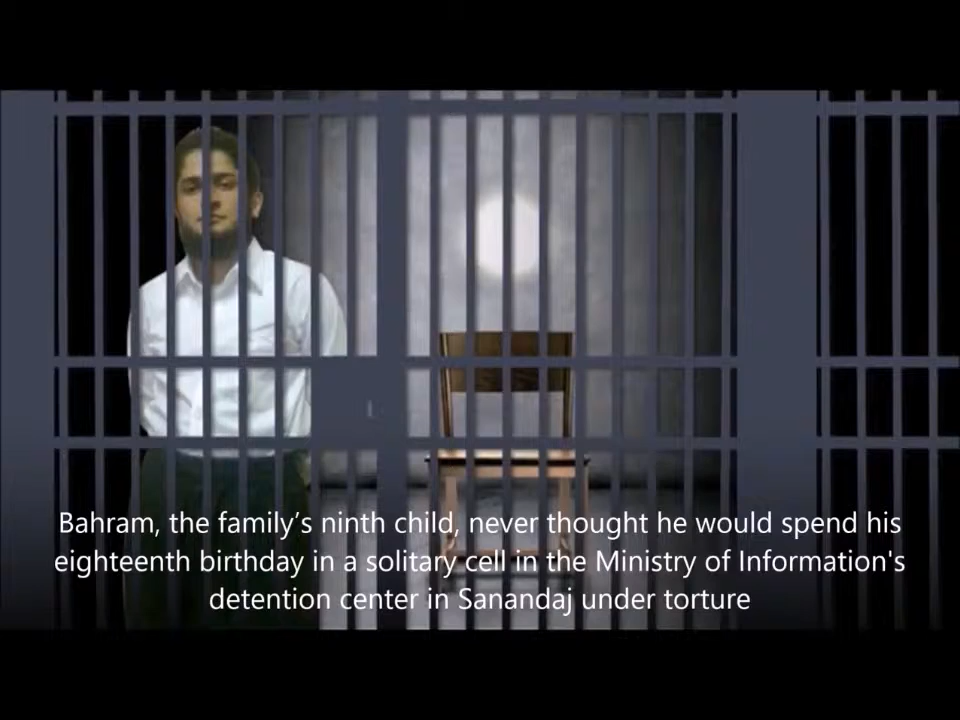 Bahram, the family’s ninth child, never thought he would spend his
eighteenth birthday in a solitary cell in the Ministry of Information's
detention center in Sanandaj under torture